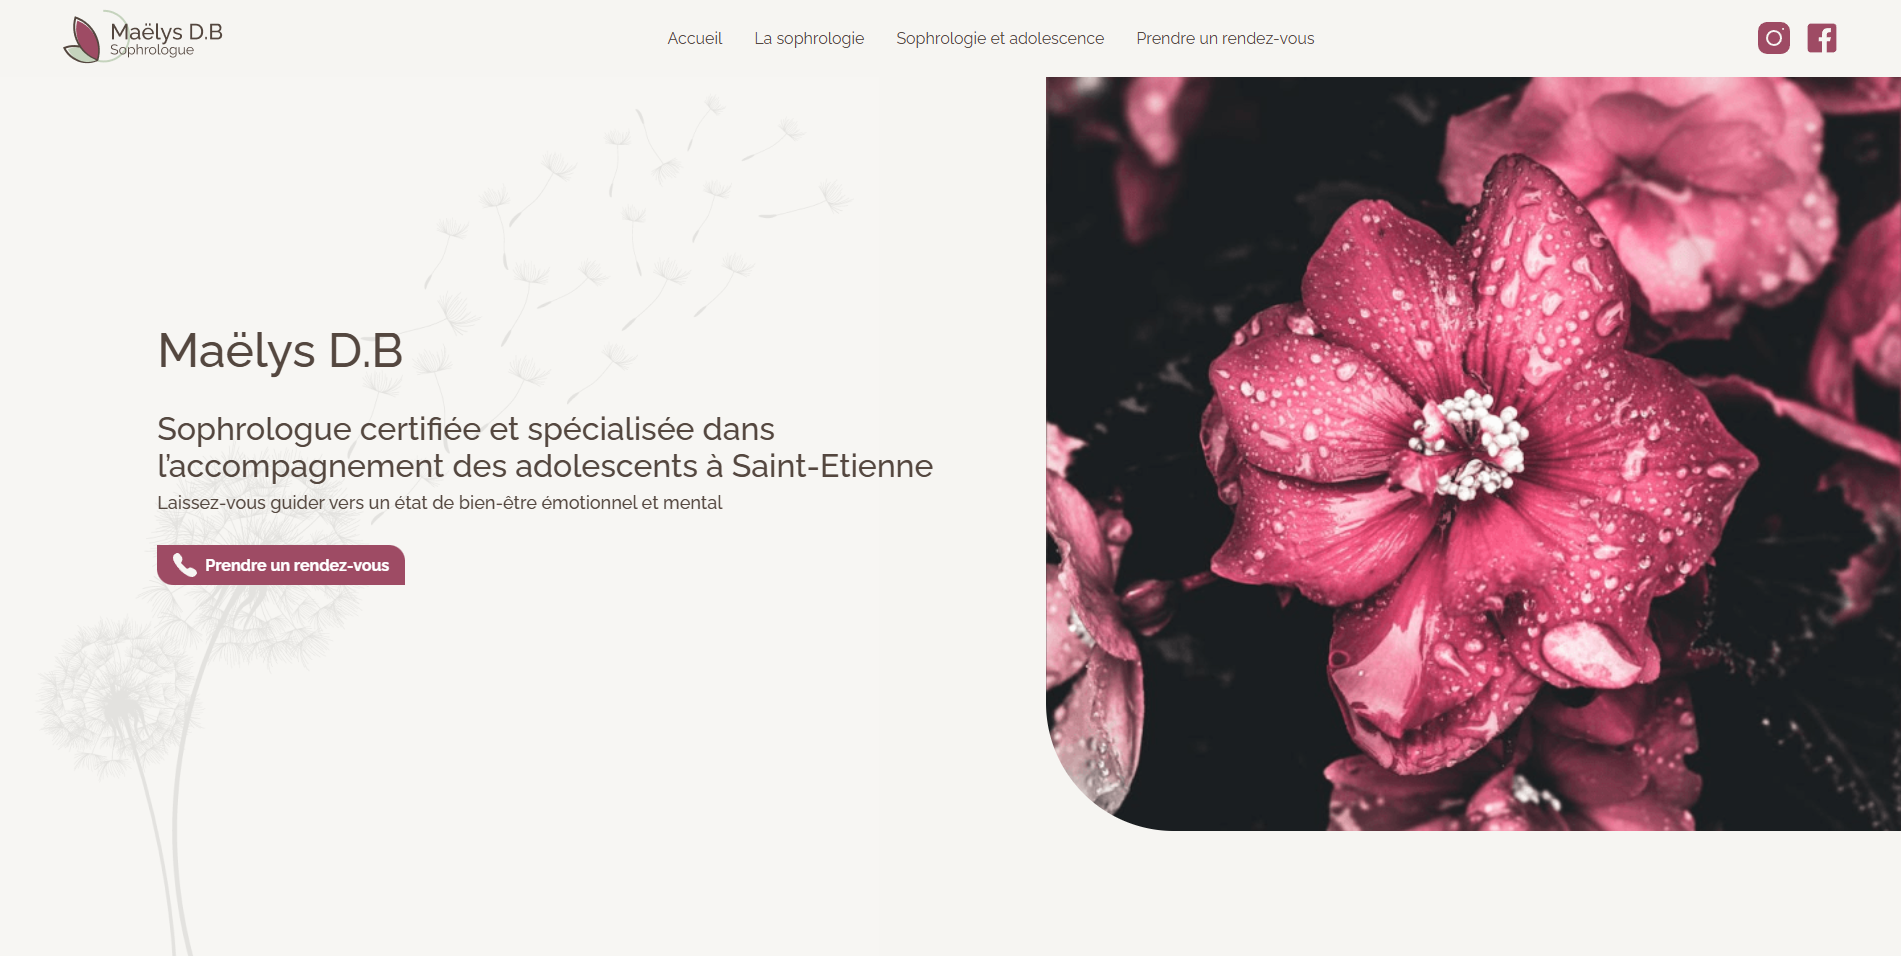 Maëlys D.B
Sophrologue
Accueil
La sophrologie
Sophrologie et adolescence
Prendre un rendez-vous
Maëlys D.B
Sophrologue certifiée et spécialisée dans
l’accompagnement des adolescents à Saint-Etienne
Laissez-vous guider vers un état de bien-être émotionnel et mental
Prendre un rendez-vous